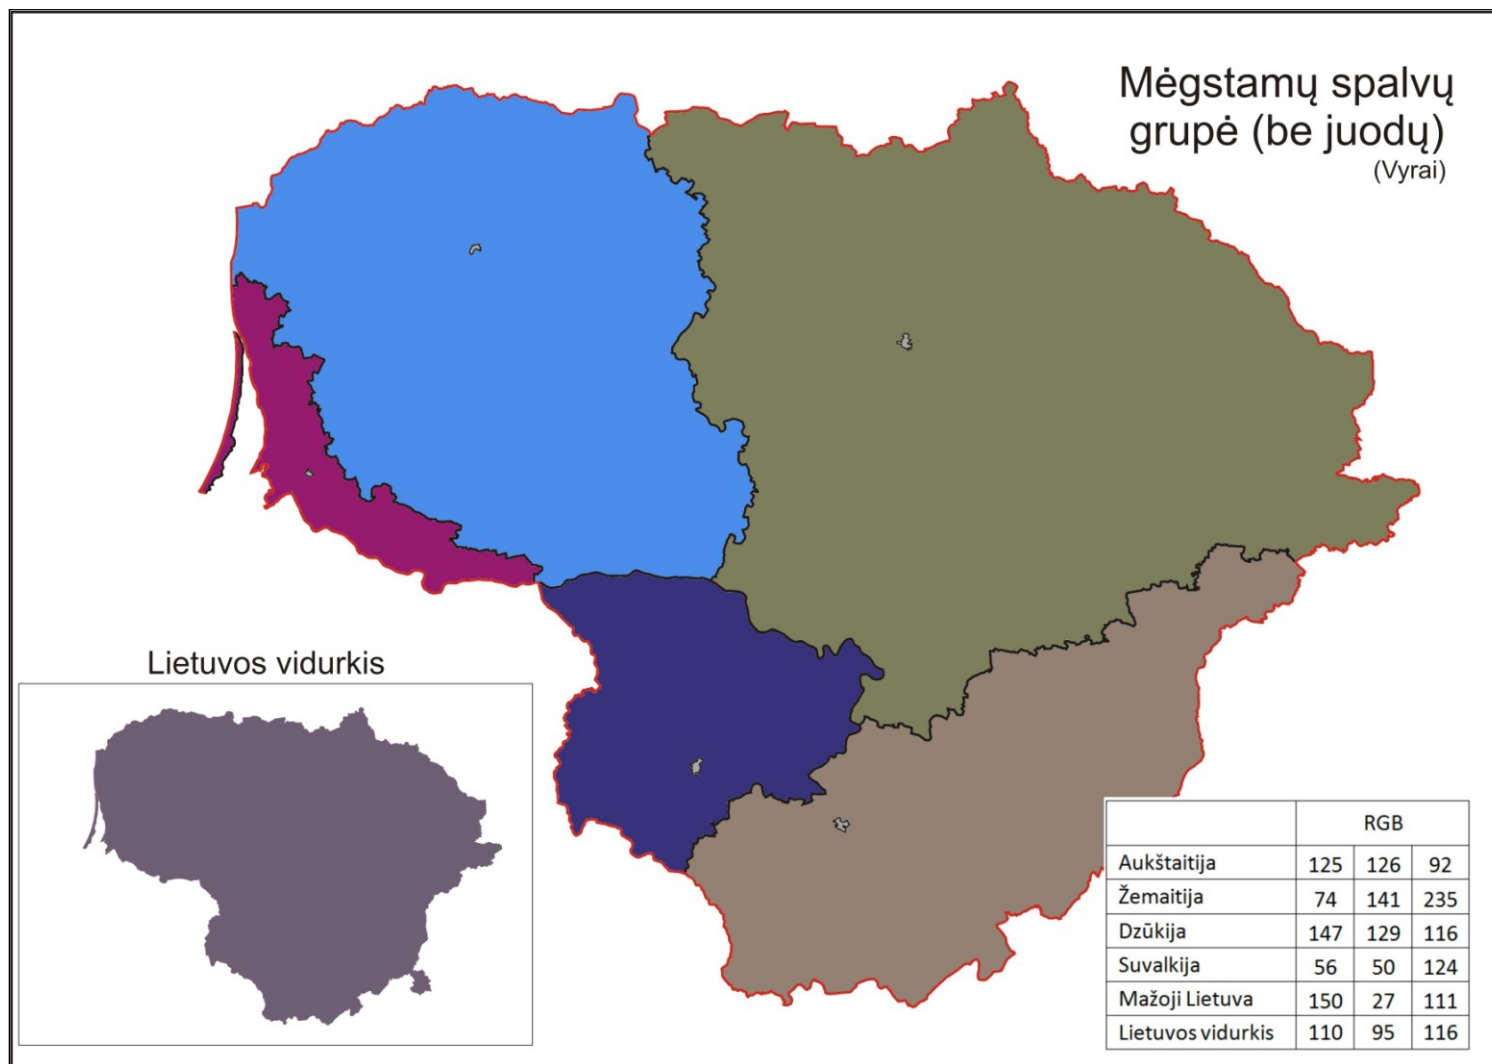 Mėgstamų spalvų
grupė (be juodų)
(Vyrai)
Lietuvos vidurkis
RGB
Aukštaitija 125 126 92
Žemaitija 74 141 235
Dzūkija 147 129 116
Suvalkija 56 50 124
Mažoji Lietuva 150 27 111
Lietuvos vidurkis 110 95 116